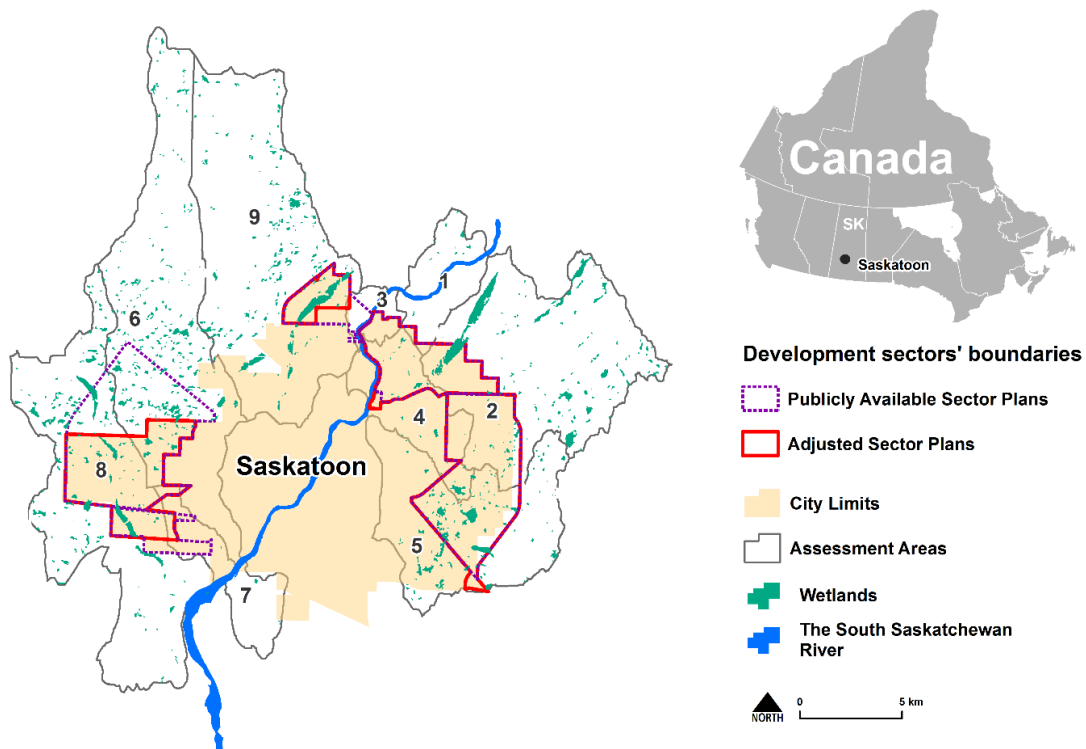 Canada
SK
Saskatoon
9
1
3
6
4
2
8
Saskatoon
5
7
Development sectors' boundaries
Publicly Available Sector Plans
Adjusted Sector Plans
City Limits
Assessment Areas
Wetlands
The South Saskatchewan
River
NORTH
0 5 km